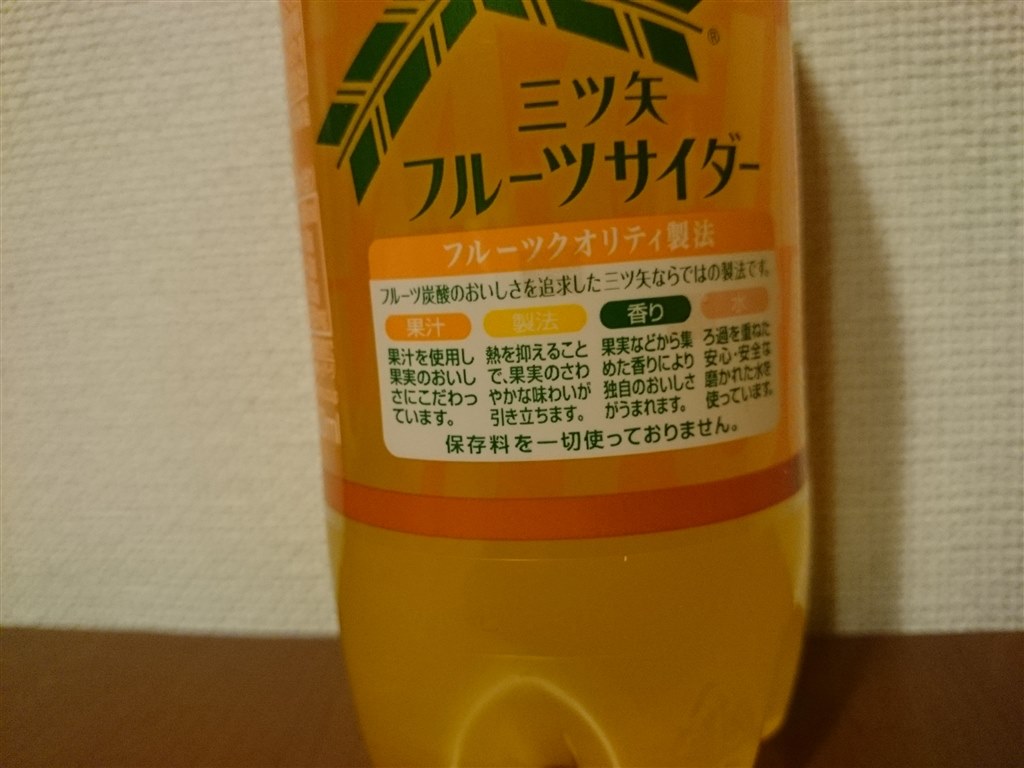 ®
三ツ矢
フルーツサイダー
フルーツクオリティ製法
フルーツ炭酸のおいしさを追求した三ツ矢ならではの製法です。
果汁
果汁を使用し
果実のおいし
さにこだわっ
ています。
製法
熱を抑えること
で、果実のさわ
やかな味わいが
引き立ちます。
香り
果実などから集
めた香りにより
独自のおいしさ
がうまれます。
水
ろ過を重ねた
安心・安全な
磨かれた水を
使っています。
保存料を一切使っておりません。